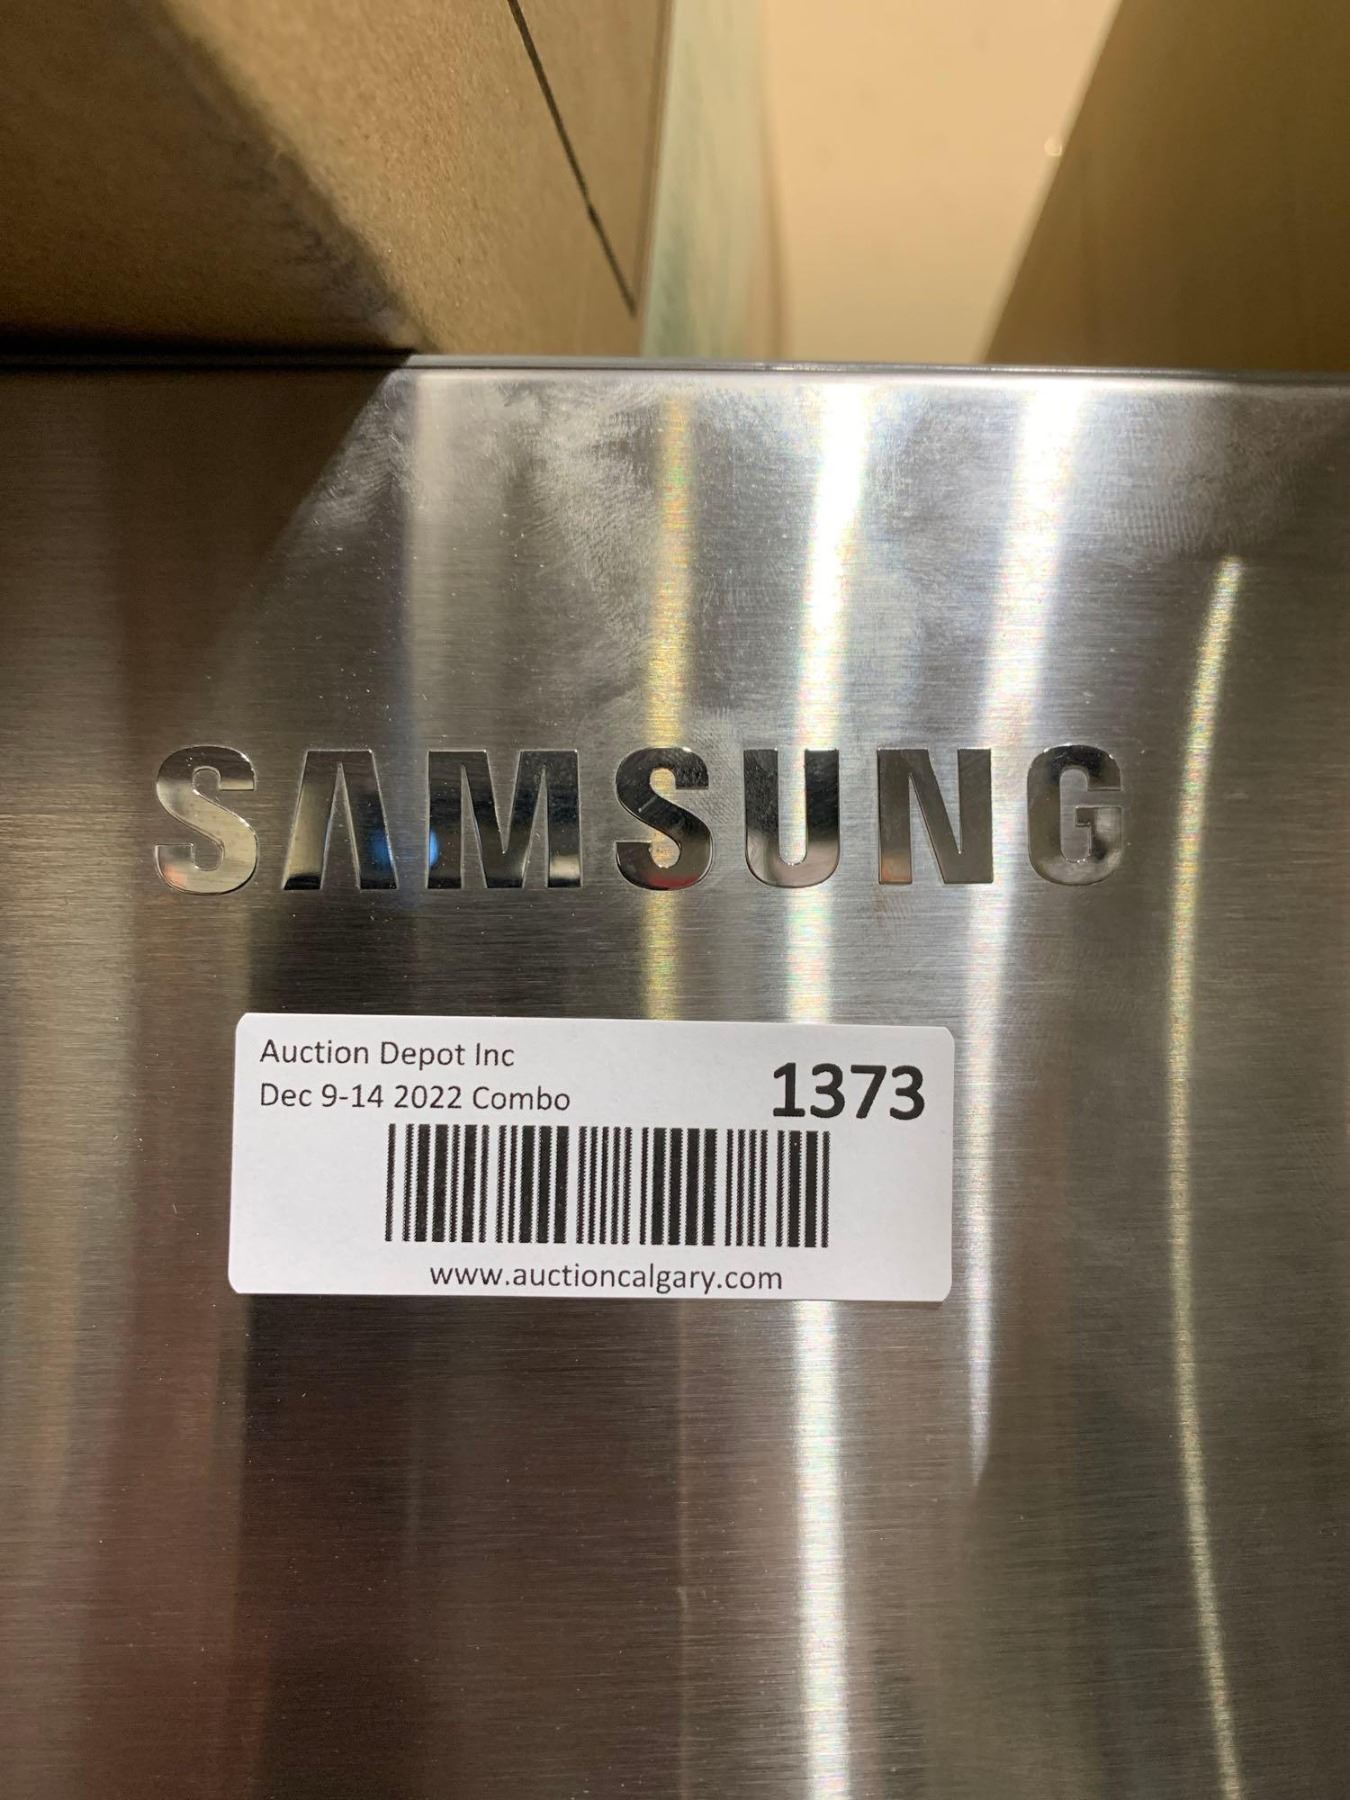 SAMSUNG
Auction Depot Inc
Dec 9-14 2022 Combo
1373
www.auctioncalgary.com